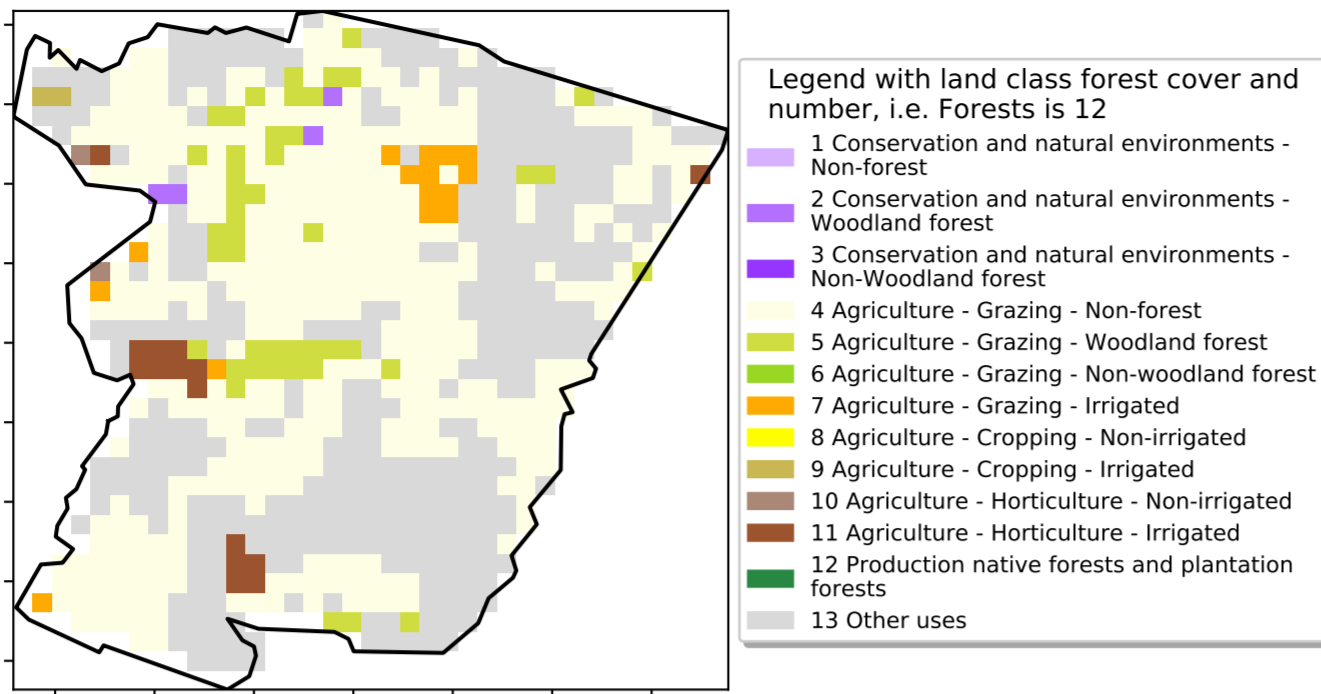 Legend with land class forest cover and
number, i.e. Forests is 12
1 Conservation and natural environments -
Non-forest
2 Conservation and natural environments -
Woodland forest
3 Conservation and natural environments -
Non-Woodland forest
4 Agriculture - Grazing - Non-forest
5 Agriculture - Grazing - Woodland forest
6 Agriculture - Grazing - Non-woodland forest
7 Agriculture - Grazing - Irrigated
8 Agriculture - Cropping - Non-irrigated
9 Agriculture - Cropping - Irrigated
10 Agriculture - Horticulture - Non-irrigated
11 Agriculture - Horticulture - Irrigated
12 Production native forests and plantation
forests
13 Other uses